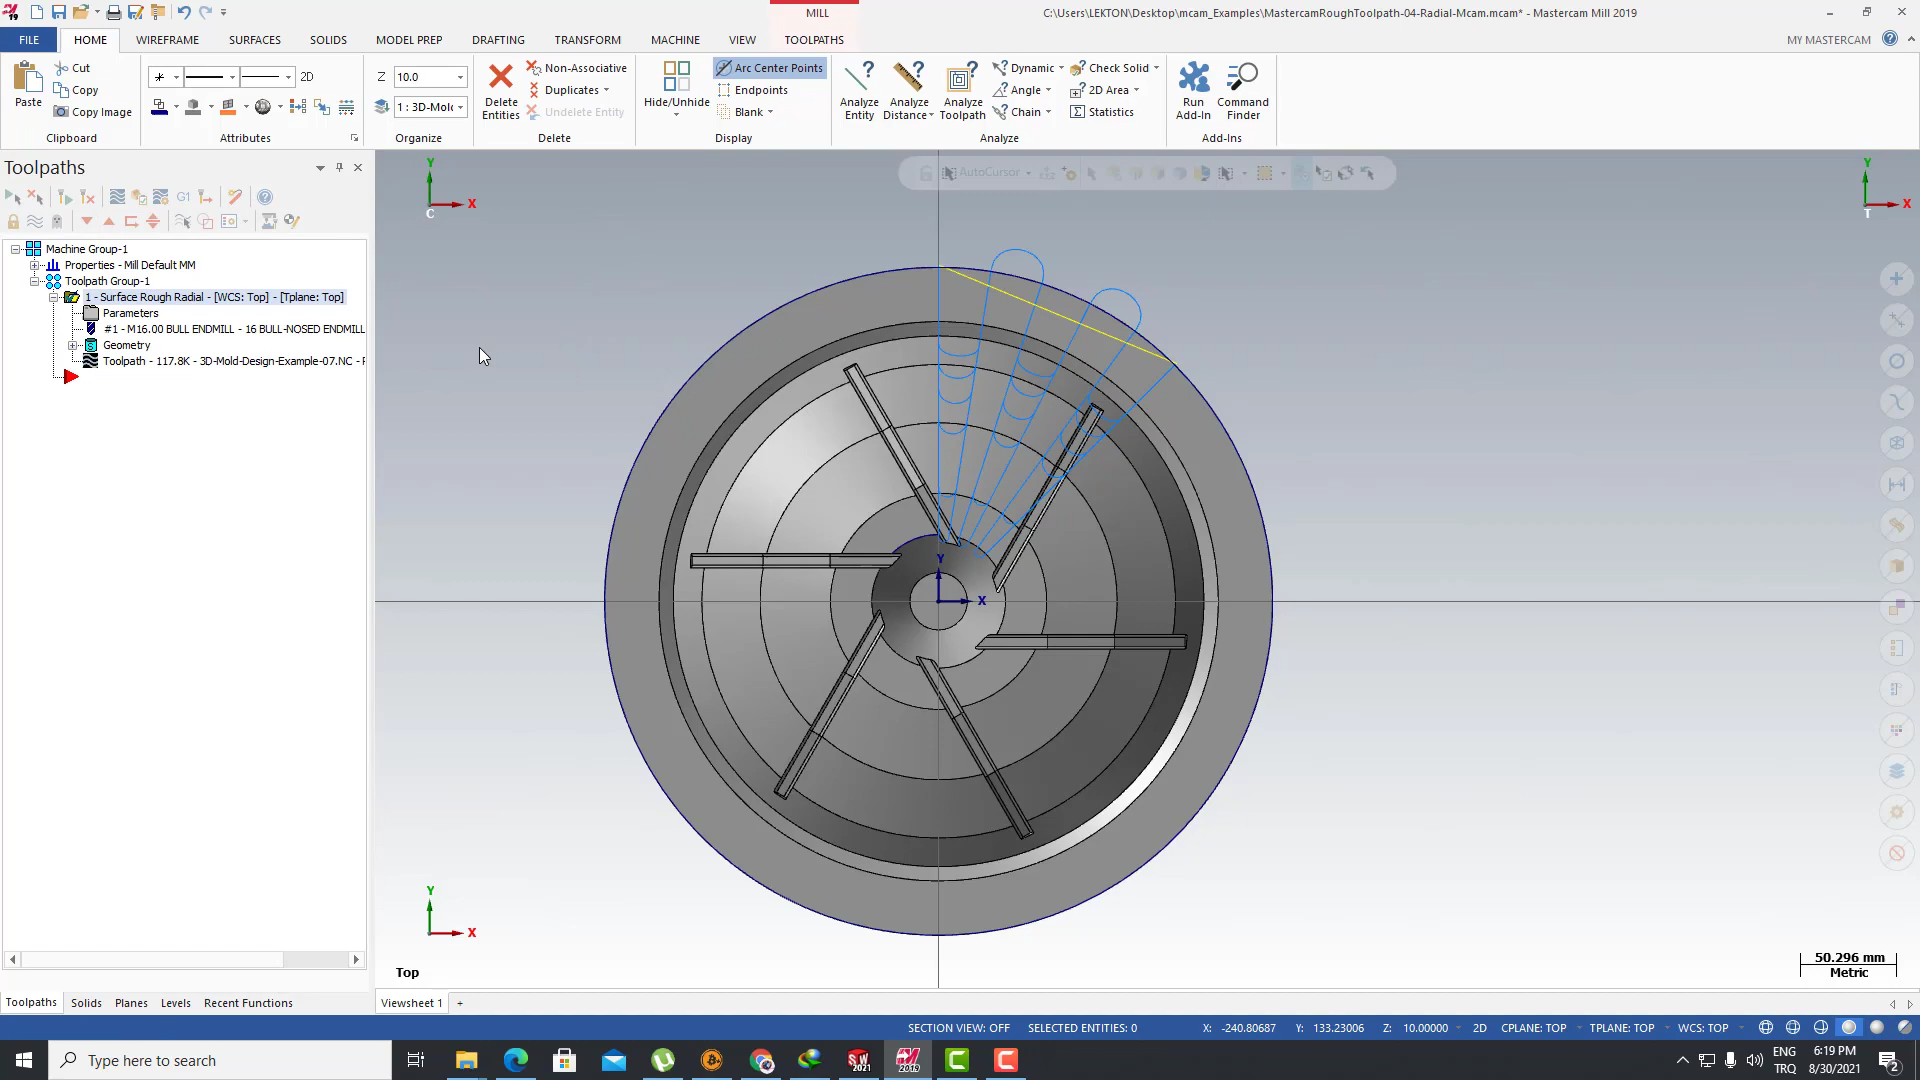 MILL
C:\Users\LEKTON\Desktop\mcam_Examples\MastercamRoughToolpath-04-Radial-Mcam.mcam* - Mastercam Mill 2019
FILE HOME WIREFRAME SURFACES SOLIDS MODEL PREP DRAFTING TRANSFORM MACHINE VIEW TOOLPATHS MY MASTERCAM
Paste
Cut
Copy
Copy Image
Clipboard
2D
Attributes
Z 10.0
1 : 3D-Mol
Organize
Delete Entities
Non-Associative
Duplicates
Undelete Entity
Delete
Hide/Unhide
Arc Center Points
Endpoints
Blank
Display
Analyze Entity
Analyze Distance
Analyze Toolpath
Dynamic
Angle
Chain
Check Solid
2D Area
Statistics
Analyze
Run Add-In
Command Finder
Add-Ins
Toolpaths
G1
AutoCursor
Machine Group-1
Properties - Mill Default MM
Toolpath Group-1
1 - Surface Rough Radial - [WCS: Top] - [Tplane: Top]
Parameters
#1 - M16.00 BULL ENDMILL - 16 BULL-NOSED ENDMILL
Geometry
Toolpath - 117.8K - 3D-Mold-Design-Example-07.NC - P
Y
X
C
Y
X
T
Y
X
Y
X
Top
50.296 mm
Metric
Toolpaths Solids Planes Levels Recent Functions
Viewsheet 1 +
SECTION VIEW: OFF SELECTED ENTITIES: 0 X: -240.80687 Y: 133.23006 Z: 10.00000 2D CPLANE: TOP TPLANE: TOP WCS: TOP
Type here to search
SW 2021
2019
ENG
TRQ
6:19 PM
8/30/2021
2